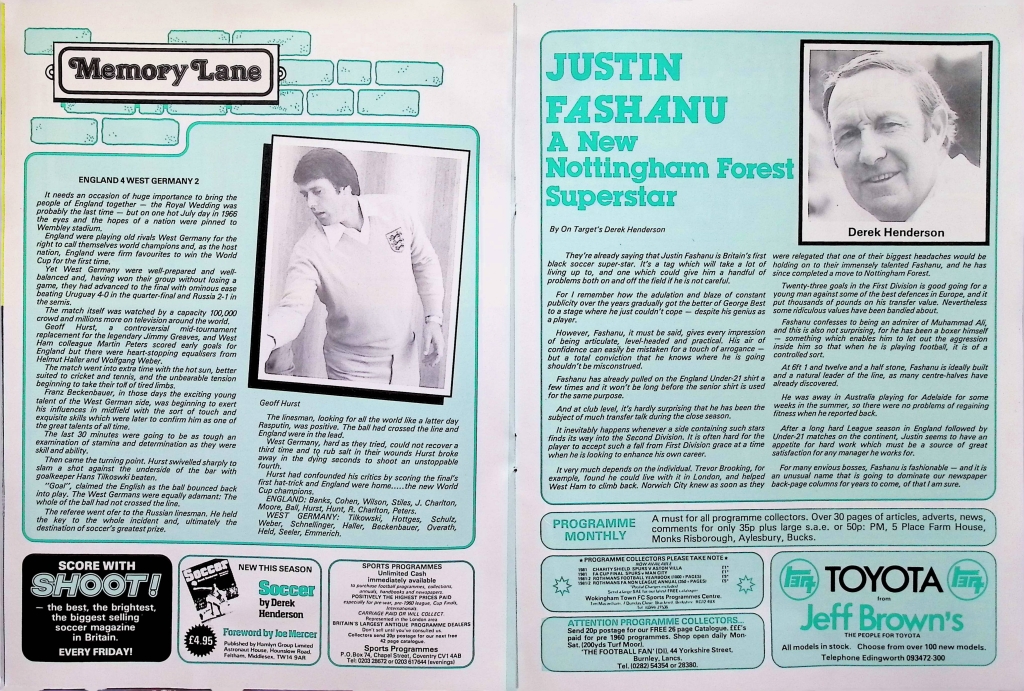 Memory Lane
ENGLAND 4 WEST GERMANY 2
It needs an occasion of huge importance to bring the
people of England together — the Royal Wedding was
probably the last time — but on one hot July day in 1966
the eyes and the hopes of a nation were pinned to
Wembley stadium.
England were playing old rivals West Germany for the
right to call themselves world champions and, as the host
nation, England were firm favourites to win the World
Cup for the first time.
Yet West Germany were well-prepared and well-
balanced and, having won their group without losing a
game, they had advanced to the final with ominous ease
beating Uruguay 4-0 in the quarter-final and Russia 2-1 in
the semis.
The match itself was watched by a capacity 100,000
crowd and millions more on television around the world.
Geoff Hurst, a controversial mid-tournament
replacement for the legendary Jimmy Greaves, and West
Ham colleague Martin Peters scored early goals for
England but there were heart-stopping equalisers from
Helmut Haller and Wolfgang Weber.
The match went into extra time with the hot sun, better
suited to cricket and tennis, and the unbearable tension
beginning to take their toll of tired limbs.
Franz Beckenbauer, in those days the exciting young
talent of the West German side, was beginning to exert
his influences in midfield with the sort of touch and
exquisite skills which were later to confirm him as one of
the great talents of all time.
The last 30 minutes were going to be as tough an
examination of stamina and determination as they were
skill and ability.
Then came the turning point. Hurst swivelled sharply to
slam a shot against the underside of the bar with
goalkeeper Hans Tilkoswki beaten.
"Goal", claimed the English as the ball bounced back
into play. The West Germans were equally adamant: The
whole of the ball had not crossed the line.
The referee went ofer to the Russian linesman. He held
the key to the whole incident and, ultimately the
destination of soccer's greatest prize.
Geoff Hurst
The linesman, looking for all the world like a latter day
Rasputin, was positive. The ball had crossed the line and
England were in the lead.
West Germany, hard as they tried, could not recover a
third time and to rub salt in their wounds Hurst broke
away in the dying seconds to shoot an unstoppable
fourth.
Hurst had confounded his critics by scoring the final's
first hat-trick and England were home.....the new World
Cup champions.
ENGLAND: Banks, Cohen, Wilson, Stiles, J. Charlton,
Moore, Ball, Hurst, Hunt, R. Charlton, Peters.
WEST GERMANY: Tilkowski, Hottges, Schulz,
Weber, Schnellinger, Haller, Beckenbauer, Overath,
Held, Seeler, Emmerich.
SCORE WITH
SHOOT!
— the best, the brightest,
the biggest selling
soccer magazine
in Britain.
EVERY FRIDAY!
Soccer
£4.95
NEW THIS SEASON
Soccer
by Derek
Henderson
Foreword by Joe Mercer
Published by Hamlyn Group Limited
Astronaut House, Hounslow Road,
Feltham, Middlesex, TW14 9AR
SPORTS PROGRAMMES
Unlimited Cash
immediately available
to purchase football programmes, collections,
annuals, handbooks and newspapers.
POSITIVELY THE HIGHEST PRICES PAID
especially for pre-war, pre-1960 league, Cup finals,
Internationals.
CARRIAGE PAID OR WILL COLLECT.
Represented in the London area
BRITAIN'S LARGEST ANTIQUE PROGRAMME DEALERS
Don't sell until you've consulted us.
Collectors send 20p postage for our next free
42 page catalogue.
Sports Programmes
P.O. Box 74, Chapel Street, Coventry CV1 4AB
Tel: 0203 28672 or 0203 617644 (evenings)
JUSTIN
FASHANU
A New
Nottingham Forest
Superstar
By On Target's Derek Henderson
Derek Henderson
They're already saying that Justin Fashanu is Britain's first
black soccer super-star. It's a tag which will take a lot of
living up to, and one which could give him a handful of
problems both on and off the field if he is not careful.
For I remember how the adulation and blaze of constant
publicity over the years gradually got the better of George Best
to a stage where he just couldn't cope — despite his genius as
a player.
However, Fashanu, it must be said, gives every impression
of being articulate, level-headed and practical. His air of
confidence can easily be mistaken for a touch of arrogance —
but a total conviction that he knows where he is going
shouldn't be misconstrued.
Fashanu has already pulled on the England Under-21 shirt a
few times and it won't be long before the senior shirt is used
for the same purpose.
And at club level, it's hardly surprising that he has been the
subject of much transfer talk during the close season.
It inevitably happens whenever a side containing such stars
finds its way into the Second Division. It is often hard for the
player to accept such a fall from First Division grace at a time
when he is looking to enhance his own career.
It very much depends on the individual. Trevor Brooking, for
example, found he could live with it in London, and helped
West Ham to climb back. Norwich City knew as soon as they
were relegated that one of their biggest headaches would be
holding on to their immensely talented Fashanu, and he has
since completed a move to Nottingham Forest.
Twenty-three goals in the First Division is good going for a
young man against some of the best defences in Europe, and it
put thousands of pounds on his transfer value. Nevertheless
some ridiculous values have been bandied about.
Fashanu confesses to being an admirer of Muhammad Ali,
and this is also not surprising, for he has been a boxer himself
— something which enables him to let out the aggression
inside him so that when he is playing football, it is of a
controlled sort.
At 6ft 1 and twelve and a half stone, Fashanu is ideally built
and a natural leader of the line, as many centre-halves have
already discovered.
He was away in Australia playing for Adelaide for some
weeks in the summer, so there were no problems of regaining
fitness when he reported back.
After a long hard League season in England followed by
Under-21 matches on the continent, Justin seems to have an
appetite for hard work which must be a source of great
satisfaction for any manager he works for.
For many envious bosses, Fashanu is fashionable — and it is
an unusual name that is going to dominate our newspaper
back-page columns for years to come, of that I am sure.
PROGRAMME
MONTHLY
A must for all programme collectors. Over 30 pages of articles, adverts, news,
comments for only 35p plus large s.a.e. or 50p: PM, 5 Place Farm House,
Monks Risborough, Aylesbury, Bucks.
★ PROGRAMME COLLECTORS PLEASE TAKE NOTE ★
NOW AVAILABLE
1981 CHARITY SHIELD SPURS v ASTON VILLA
1981 FA CUP FINAL SPURS v MAN CITY
1981/2 ROTHMANS FOOTBALL YEARBOOK
Send a large SAE for our latest FREE catalogue
Wokingham Town FC Sports Programmes Centre,
ATTENTION PROGRAMME COLLECTORS...
Send 20p postage for our FREE 26 page Catalogue. £££'s
paid for pre 1960 programmes. Shop open daily Mon-
Sat, (200yds Turf Moor).
'THE FOOTBALL FAN' (DI), 44 Yorkshire Street,
Burnley, Lancs.
Tel. (0282) 54354 or 28380.
TOYOTA
from
Jeff Brown's
THE PEOPLE FOR TOYOTA
All models in stock. Choose from over 100 new models.
Telephone Edingworth 093472-300